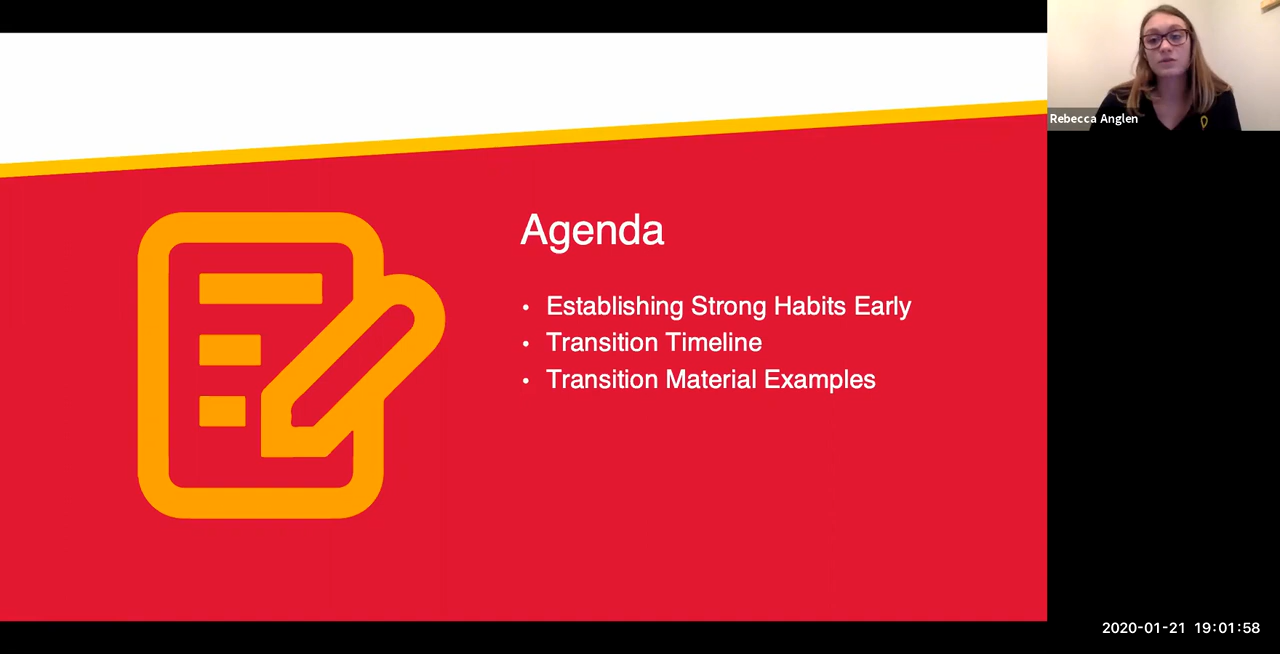 Rebecca Anglen
Agenda
• Establishing Strong Habits Early
• Transition Timeline
• Transition Material Examples
2020-01-21 19:01:58